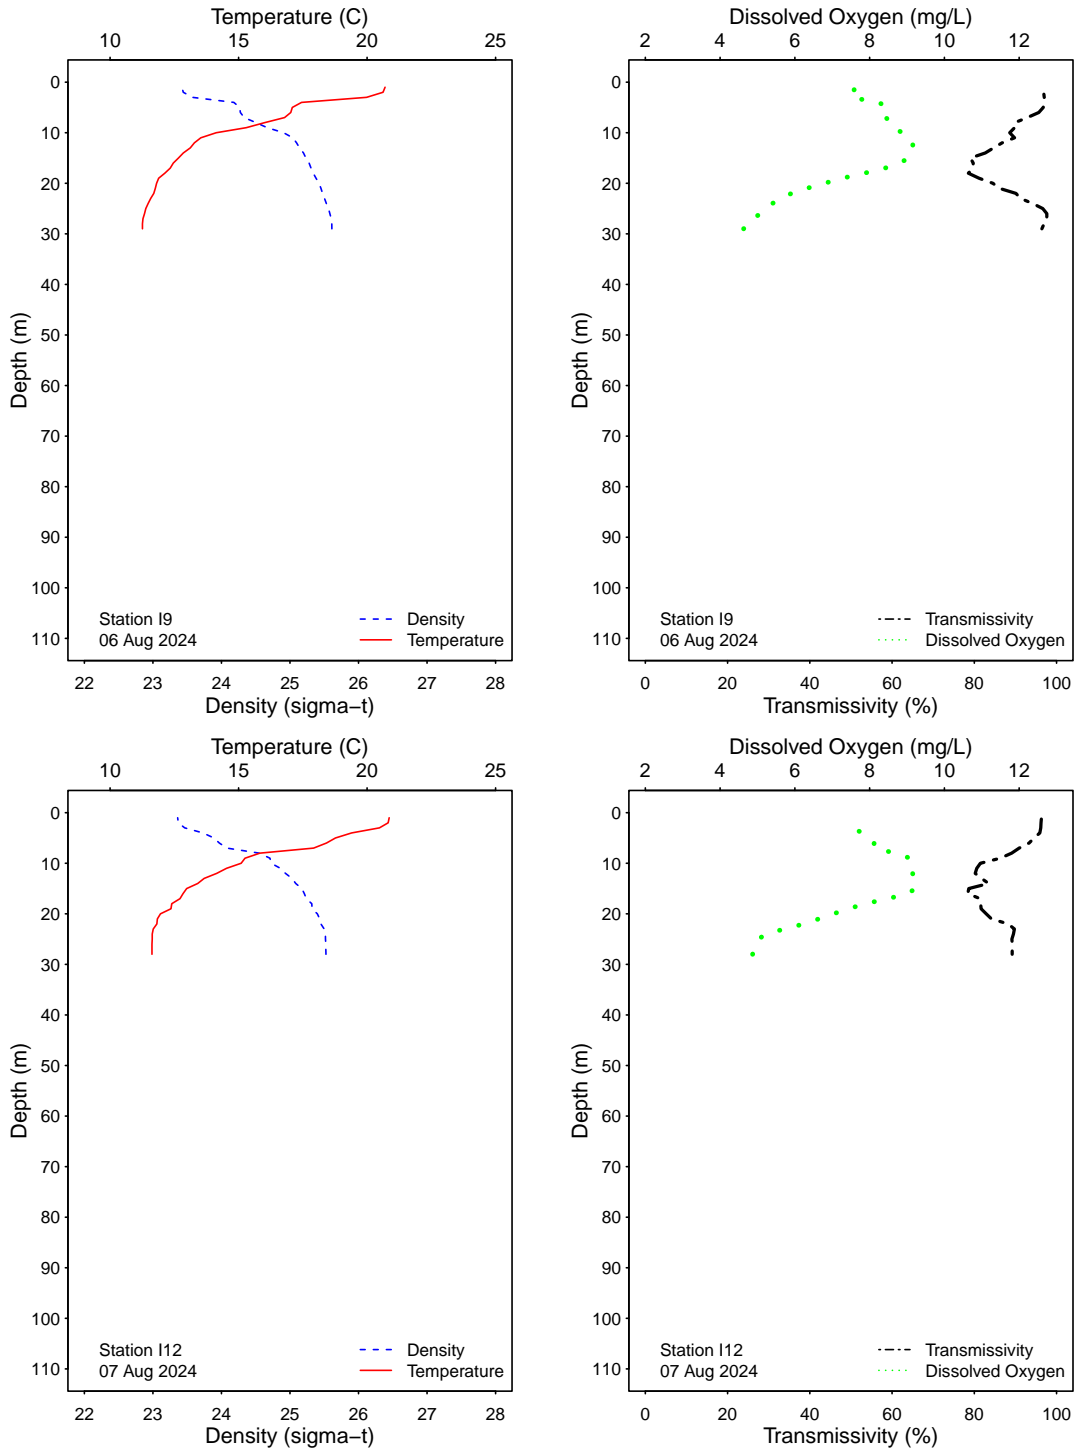 Temperature (C)
10 15 20 25
0
10
20
30
40
50
60
70
80
90
100
110
Depth (m)
Station I9
06 Aug 2024
Density
Temperature
22 23 24 25 26 27 28
Density (sigma−t)
Dissolved Oxygen (mg/L)
2 4 6 8 10 12
0
10
20
30
40
50
60
70
80
90
100
110
Depth (m)
Station I9
06 Aug 2024
Transmissivity
Dissolved Oxygen
0 20 40 60 80 100
Transmissivity (%)
Temperature (C)
10 15 20 25
0
10
20
30
40
50
60
70
80
90
100
110
Depth (m)
Station I12
07 Aug 2024
Density
Temperature
22 23 24 25 26 27 28
Density (sigma−t)
Dissolved Oxygen (mg/L)
2 4 6 8 10 12
0
10
20
30
40
50
60
70
80
90
100
110
Depth (m)
Station I12
07 Aug 2024
Transmissivity
Dissolved Oxygen
0 20 40 60 80 100
Transmissivity (%)